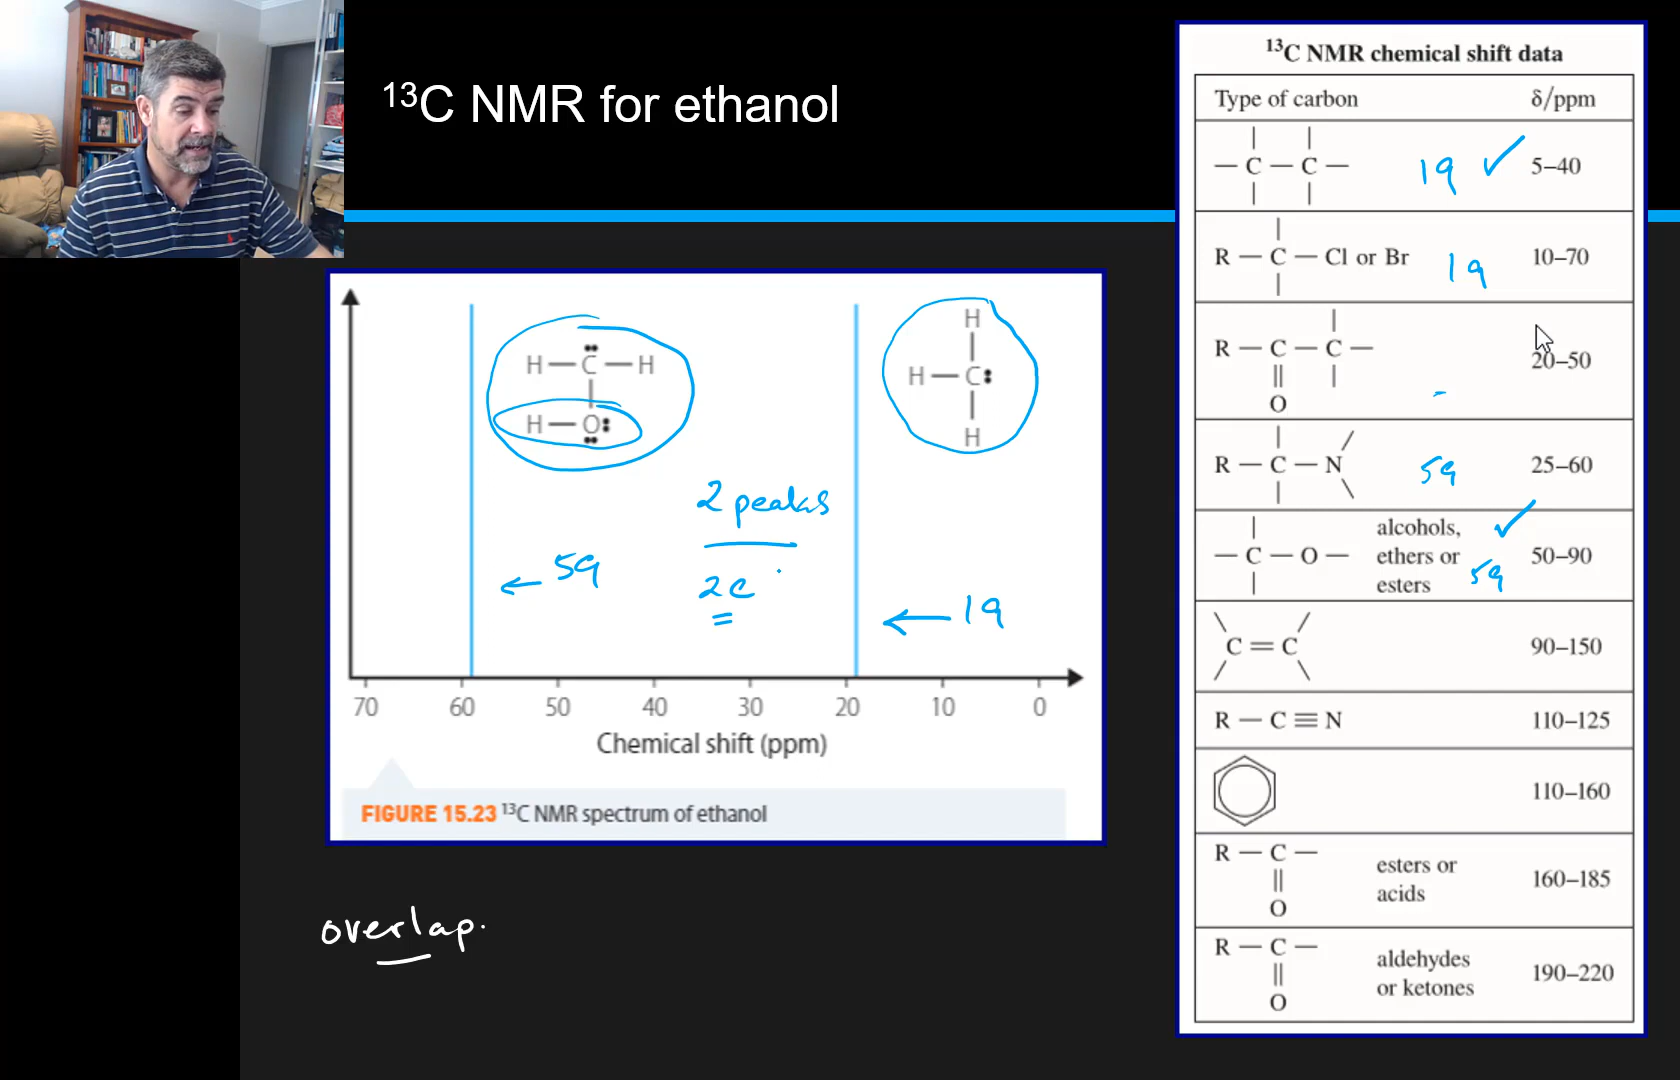 ¹³C NMR for ethanol
H — C — H
H — O:
H
H — C:
H
2 peaks
2C
← 59
← 19
70 60 50 40 30 20 10 0
Chemical shift (ppm)
FIGURE 15.23 ¹³C NMR spectrum of ethanol
overlap.
¹³C NMR chemical shift data
Type of carbon δ/ppm
— C — C — 19 ✓ 5–40
R — C — Cl or Br 19 10–70
R — C — C — 20–50
O
R — C — N 59 25–60
— C — O — alcohols, ethers or esters 59 ✓ 50–90
C = C 90–150
R — C ≡ N 110–125
110–160
R — C — esters or acids 160–185
O
R — C — aldehydes or ketones 190–220
O